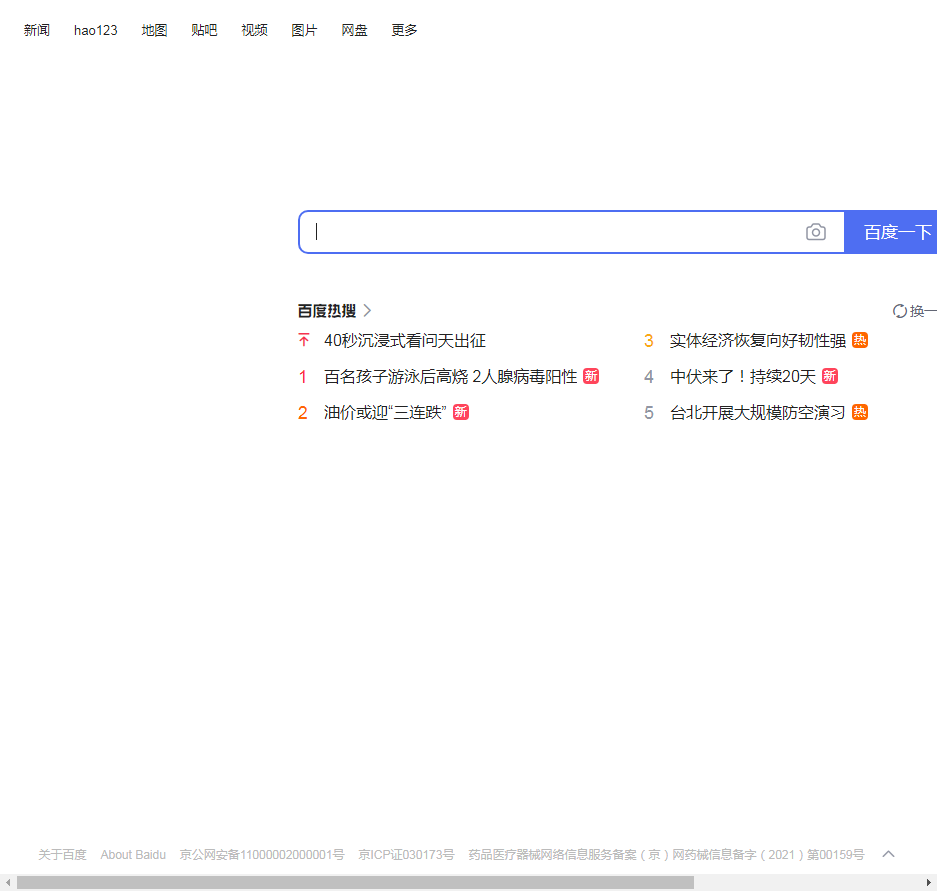 新闻 hao123 地图 贴吧 视频 图片 网盘 更多
百度一下
百度热搜 换一
40秒沉浸式看问天出征
3 实体经济恢复向好韧性强 热
1 百名孩子游泳后高烧 2人腺病毒阳性 新
4 中伏来了！持续20天 新
2 油价或迎“三连跌” 新
5 台北开展大规模防空演习 热
关于百度 About Baidu 京公网安备11000002000001号 京ICP证030173号 药品医疗器械网络信息服务备案（京）网药械信息备字（2021）第00159号